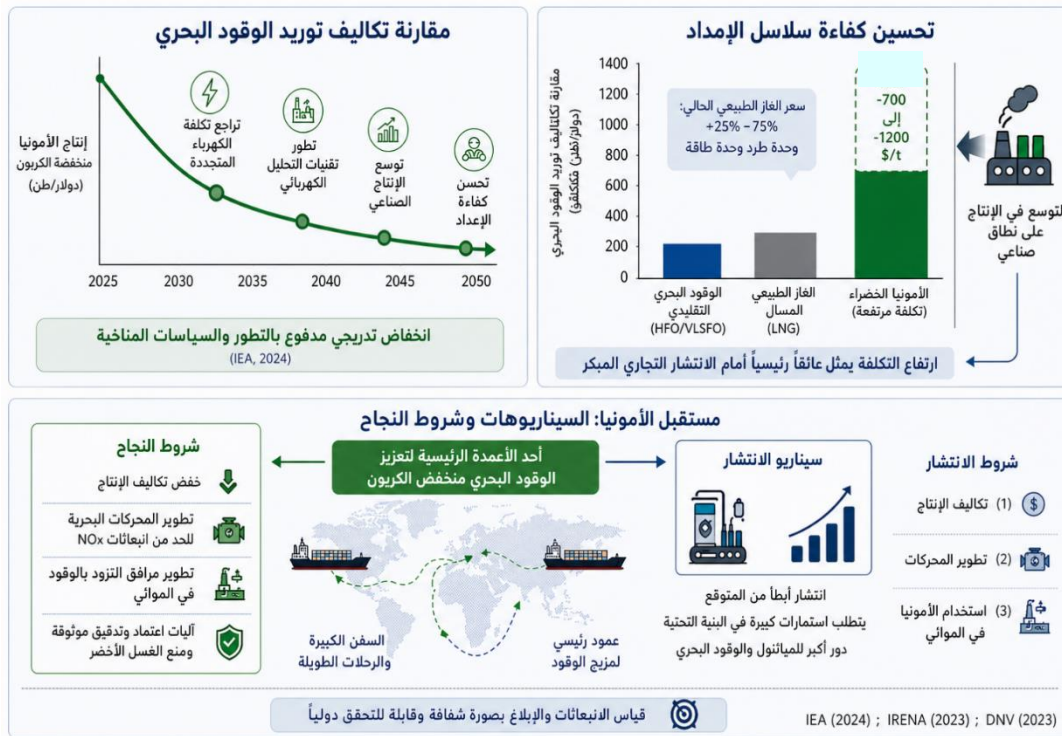 تحسين كفاءة سلاسل الإمداد
1400
1200
1000
800
600
400
200
0
سعر الغاز الطبيعي الحالي:
+25% – 75%
وحدة طرد وحدة طاقة
-700
إلى
-1200
$/t
الوقود البحري
التقليدي
(HFO/VLSFO)
الغاز الطبيعي
المسال
(LNG)
الأمونيا الخضراء
(تكلفة مرتفعة)
التوسع في الإنتاج
على نطاق
صناعي
ارتفاع التكلفة يمثل عائقاً رئيسياً أمام الانتشار التجاري المبكر
مقارنة تكاليف توريد الوقود البحري
إنتاج الأمونيا
منخفضة الكربون
(دولار/طن)
تراجع تكلفة
الكهرباء
المتجددة
تطور
تقنيات التحليل
الكهربائي
توسع
الإنتاج
الصناعي
تحسن
كفاءة
الإعداد
2025
2030
2035
2040
2045
2050
انخفاض تدريجي مدفوع بالتطور والسياسات المناخية
(IEA, 2024)
مستقبل الأمونيا: السيناريوهات وشروط النجاح
شروط الانتشار
(1) تكاليف الإنتاج
(2) تطوير المحركات
(3) استخدام الأمونيا
في الموانئ
سيناريو الانتشار
انتشار أبطأ من المتوقع
يتطلب استمارات كبيرة في البنية التحتية
دور أكبر للمياثنول والوقود البحري
أحد الأعمدة الرئيسية لتعزيز
الوقود البحري منخفض الكربون
عمود رئيسي
لمزيج الوقود
السفن الكبيرة
والرحلات الطويلة
شروط النجاح
خفض تكاليف الإنتاج
تطوير المحركات البحرية
للحد من انبعاثات NOx
تطوير مرافق التزود بالوقود
في الموائي
آليات اعتماد وتدقيق موثوقة
ومنع الغسل الأخضر
قياس الانبعاثات والإبلاغ بصورة شفافة وقابلة للتحقق دولياً
IEA (2024) ; IRENA (2023) ; DNV (2023)